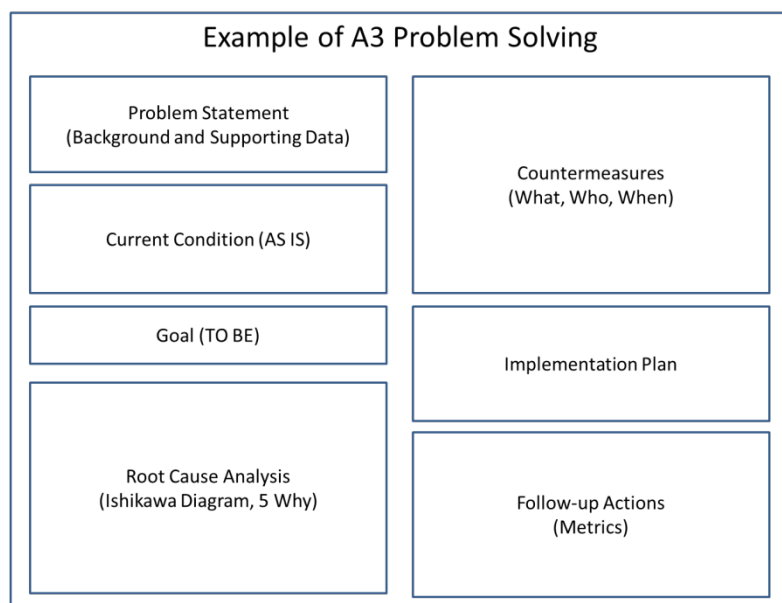 Example of A3 Problem Solving
Problem Statement
(Background and Supporting Data)
Current Condition (AS IS)
Goal (TO BE)
Root Cause Analysis
(Ishikawa Diagram, 5 Why)
Countermeasures
(What, Who, When)
Implementation Plan
Follow-up Actions
(Metrics)